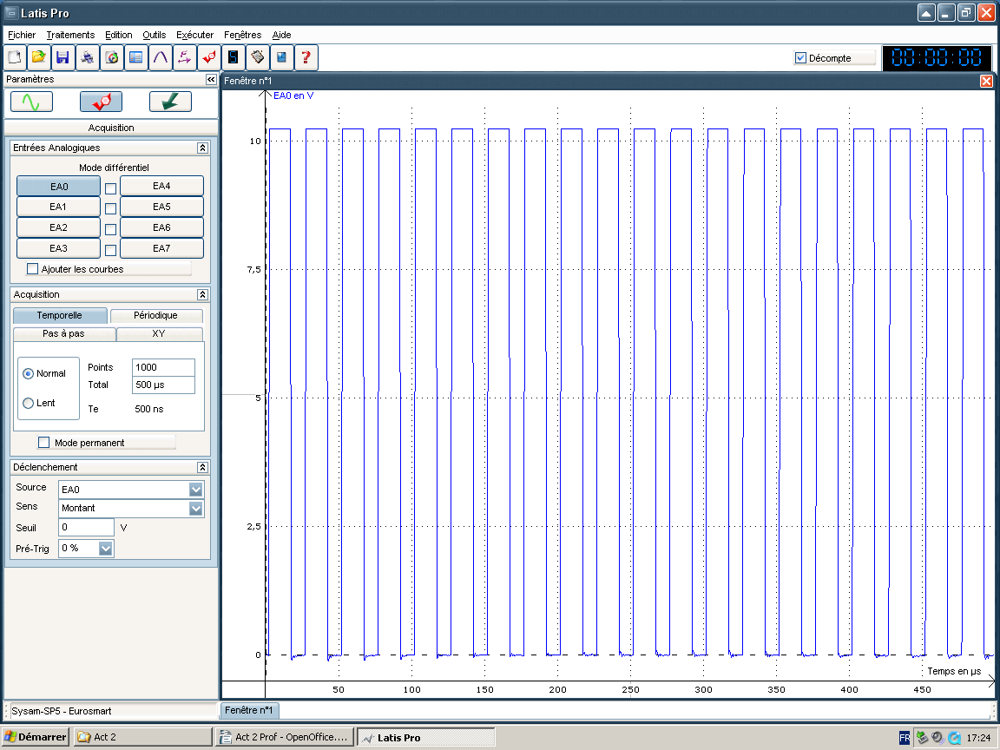 Latis Pro
Fichier Traitements Edition Outils Exécuter Fenêtres Aide
Décompte 00:00:00
Paramètres
Fenêtre n°1
Acquisition
Entrées Analogiques
Mode différentiel
EA0 EA4
EA1 EA5
EA2 EA6
EA3 EA7
Ajouter les courbes
Acquisition
Temporelle Périodique
Pas à pas XY
Normal
Lent
Points 1000
Total 500 µs
Te 500 ns
Mode permanent
Déclenchement
Source EA0
Sens Montant
Seuil 0 V
Pré-Trig 0 %
EA0 en V
10
7,5
5
2,5
0
Temps en µs
50 100 150 200 250 300 350 400 450
Sysam-SP5 - Eurosmart
Fenêtre n°1
Démarrer Act 2 Act 2 Prof - OpenOffice.... Latis Pro FR 17:24